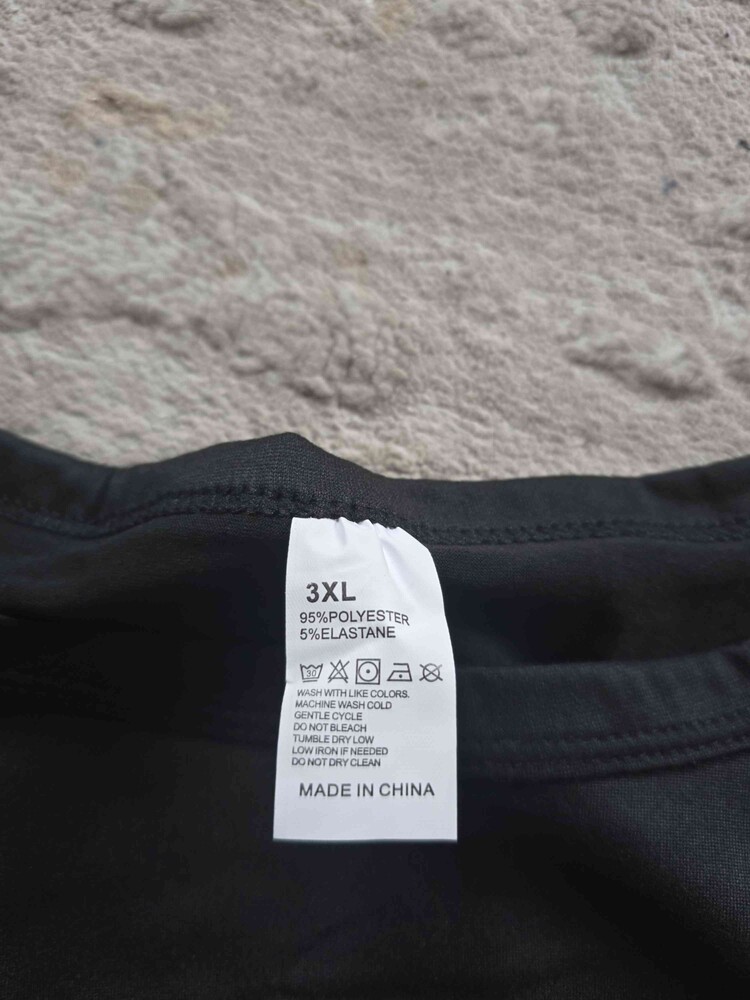 3XL
95%POLYESTER
5%ELASTANE
30
WASH WITH LIKE COLORS.
MACHINE WASH COLD
GENTLE CYCLE
DO NOT BLEACH
TUMBLE DRY LOW
LOW IRON IF NEEDED
DO NOT DRY CLEAN
MADE IN CHINA